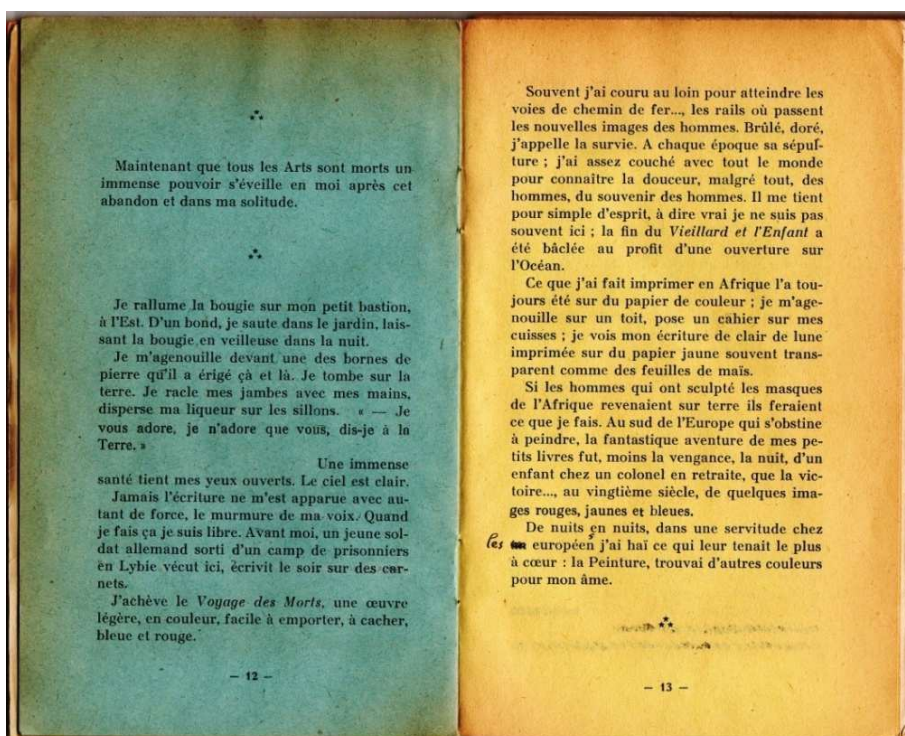 Maintenant que tous les Arts sont morts un
immense pouvoir s'éveille en moi après cet
abandon et dans ma solitude.
Je rallume la bougie sur mon petit bastion,
à l'Est. D'un bond, je saute dans le jardin, lais-
sant la bougie en veilleuse dans la nuit.
Je m'agenouille devant une des bornes de
pierre qu'il a érigé çà et là. Je tombe sur la
terre. Je racle mes jambes avec mes mains,
disperse ma liqueur sur les sillons. « — Je
vous adore, je n'adore que vous, dis-je à la
Terre. »
Une immense
santé tient mes yeux ouverts. Le ciel est clair.
Jamais l'écriture ne m'est apparue avec au-
tant de force, le murmure de ma voix. Quand
je fais ça je suis libre. Avant moi, un jeune sol-
dat allemand sorti d'un camp de prisonniers
en Lybie vécut ici, écrivit le soir sur des car-
nets.
J'achève le Voyage des Morts, une œuvre
légère, en couleur, facile à emporter, à cacher,
bleue et rouge.
— 12 —
Souvent j'ai couru au loin pour atteindre les
voies de chemin de fer..., les rails où passent
les nouvelles images des hommes. Brûlé, doré,
j'appelle la survie. A chaque époque sa sépul-
ture ; j'ai assez couché avec tout le monde
pour connaître la douceur, malgré tout, des
hommes, du souvenir des hommes. Il me tient
pour simple d'esprit, à dire vrai je ne suis pas
souvent ici ; la fin du Vieillard et l'Enfant a
été bâclée au profit d'une ouverture sur
l'Océan.
Ce que j'ai fait imprimer en Afrique l'a tou-
jours été sur du papier de couleur ; je m'age-
nouille sur un toit, pose un cahier sur mes
cuisses ; je vois mon écriture de clair de lune
imprimée sur du papier jaune souvent trans-
parent comme des feuilles de maïs.
Si les hommes qui ont sculpté les masques
de l'Afrique revenaient sur terre ils feraient
ce que je fais. Au sud de l'Europe qui s'obstine
à peindre, la fantastique aventure de mes pe-
tits livres fut, moins la vengance, la nuit, d'un
enfant chez un colonel en retraite, que la vic-
toire..., au vingtième siècle, de quelques ima-
ges rouges, jaunes et bleues.
De nuits en nuits, dans une servitude chez
les européens j'ai haï ce qui leur tenait le plus
à cœur : la Peinture, trouvai d'autres couleurs
pour mon âme.
— 13 —